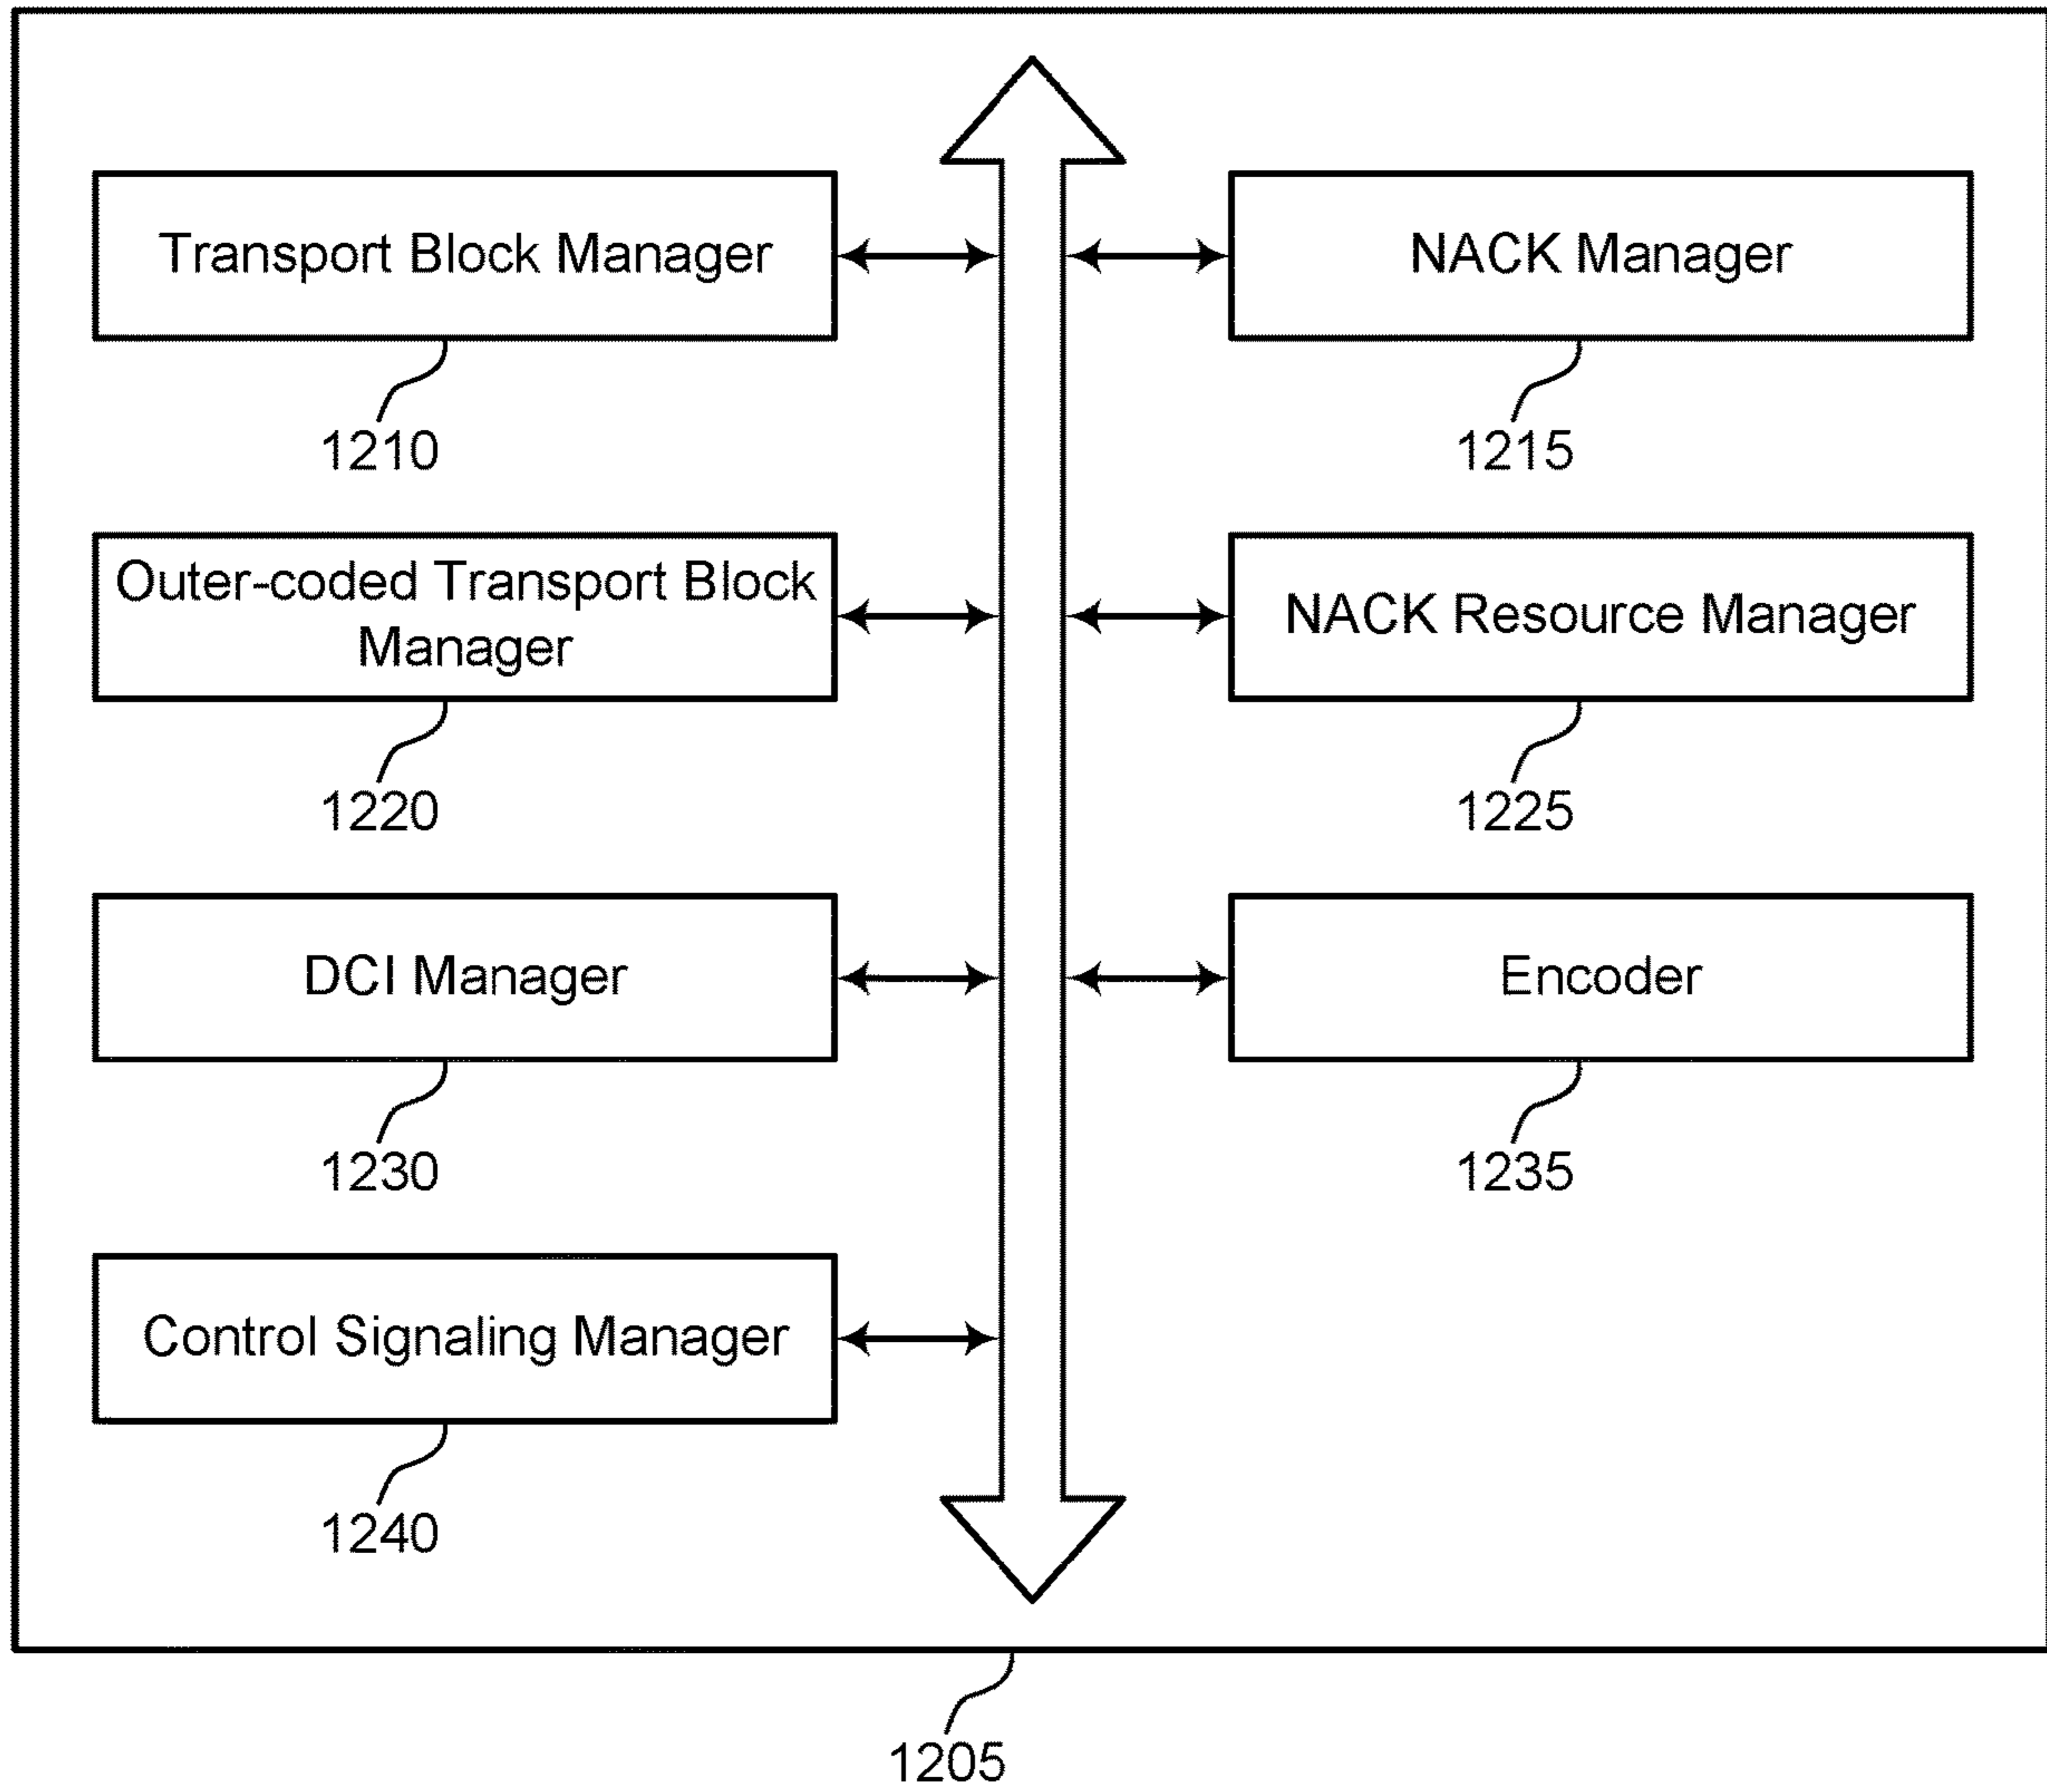 Transport Block Manager
1210
NACK Manager
1215
Outer-coded Transport Block
Manager
1220
NACK Resource Manager
1225
DCI Manager
1230
Encoder
1235
Control Signaling Manager
1240
1205